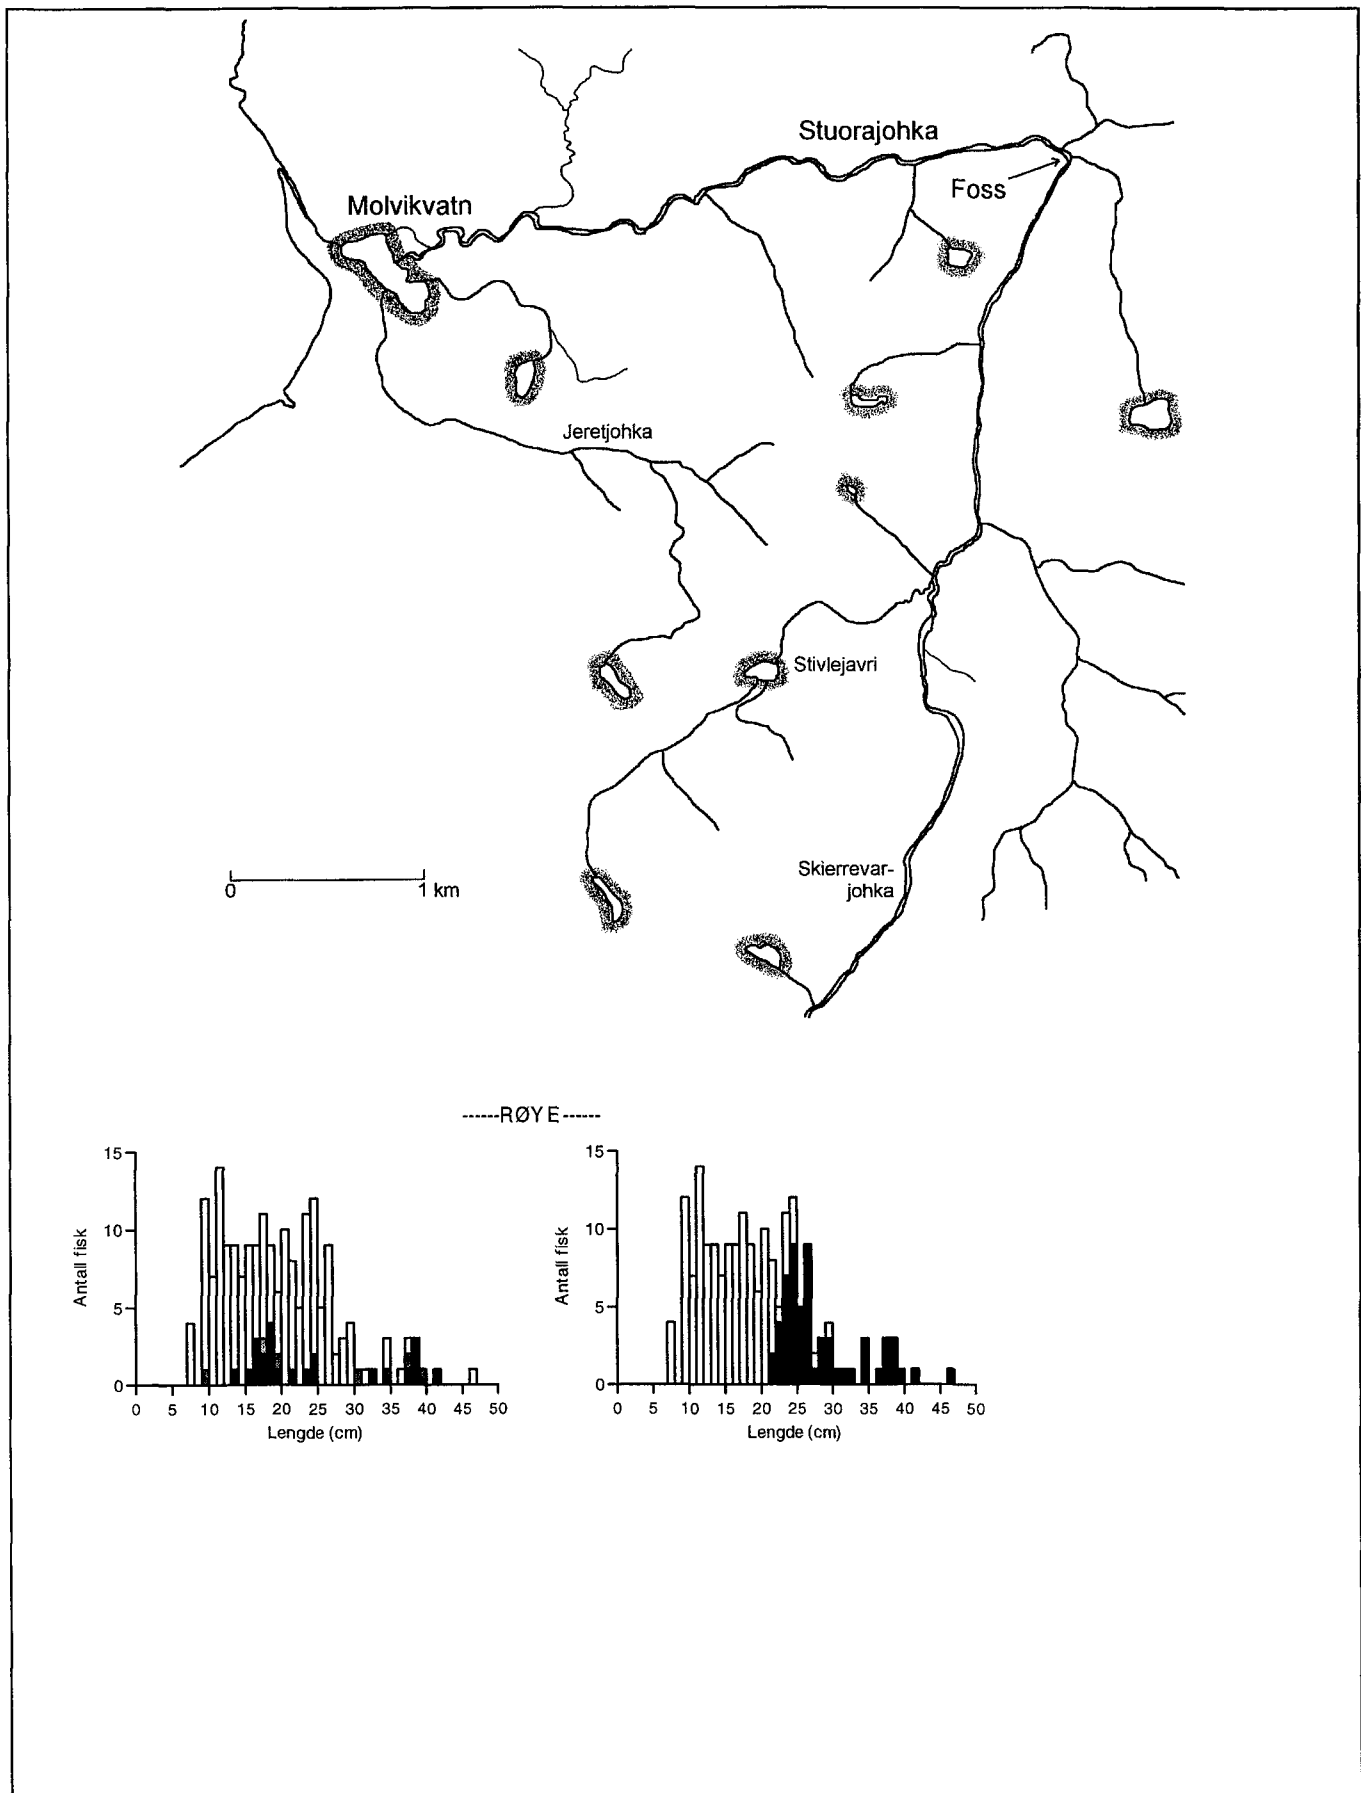 Stuorajohka
Foss
Molvikvatn
Jeretjohka
Stivlejavri
Skierrevar-
johka
0 1 km
------RØYE------
15
10
5
0
Antall fisk
0 5 10 15 20 25 30 35 40 45 50
Lengde (cm)
15
10
5
0
Antall fisk
0 5 10 15 20 25 30 35 40 45 50
Lengde (cm)